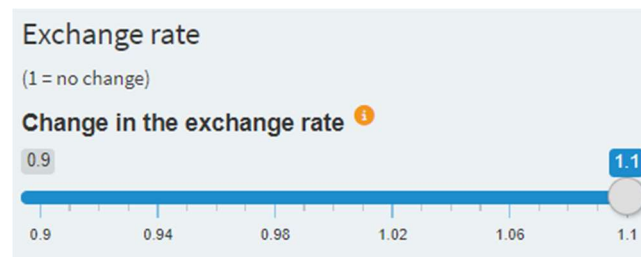 Exchange rate
(1 = no change)
Change in the exchange rate i
0.9 1.1
0.9 0.94 0.98 1.02 1.06 1.1